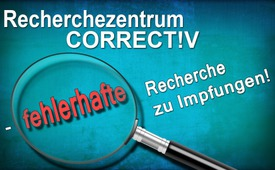 Recherchezentrum
CORRECT!V
- fehlerhafte
Recherche
zu Impfungen!